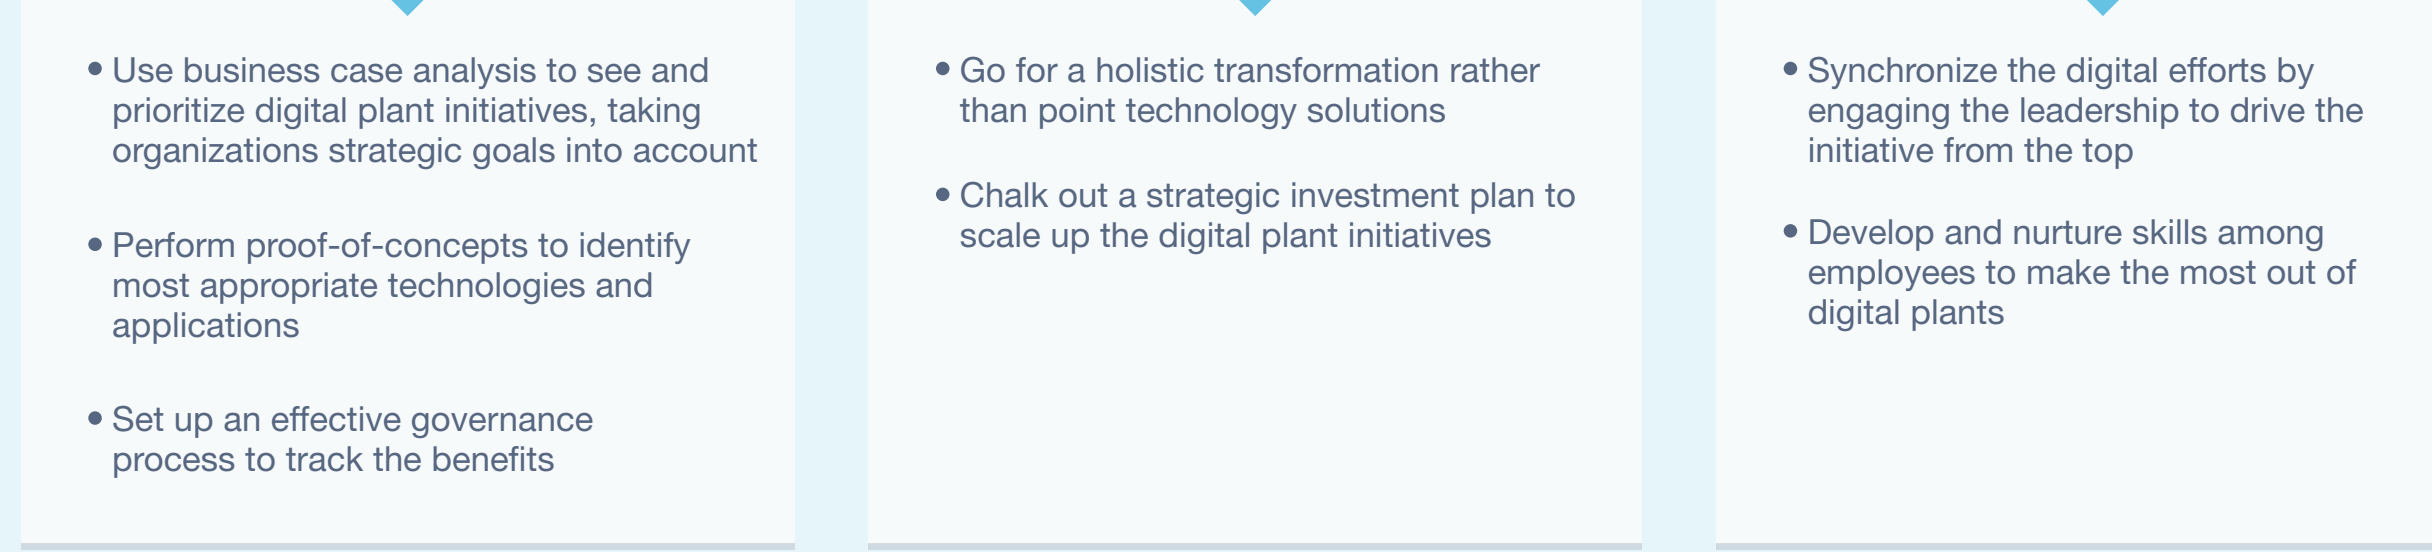 • Use business case analysis to see and
prioritize digital plant initiatives, taking
organizations strategic goals into account
• Perform proof-of-concepts to identify
most appropriate technologies and
applications
• Set up an effective governance
process to track the benefits
• Go for a holistic transformation rather
than point technology solutions
• Chalk out a strategic investment plan to
scale up the digital plant initiatives
• Synchronize the digital efforts by
engaging the leadership to drive the
initiative from the top
• Develop and nurture skills among
employees to make the most out of
digital plants